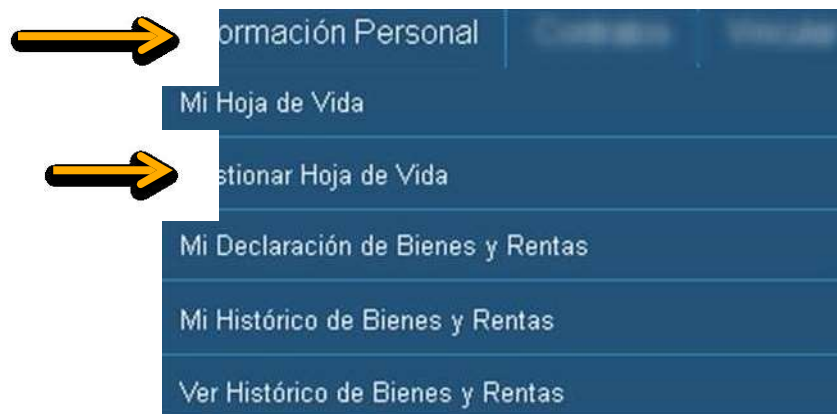 ormación Personal
Mi Hoja de Vida
stionar Hoja de Vida
Mi Declaración de Bienes y Rentas
Mi Histórico de Bienes y Rentas
Ver Histórico de Bienes y Rentas